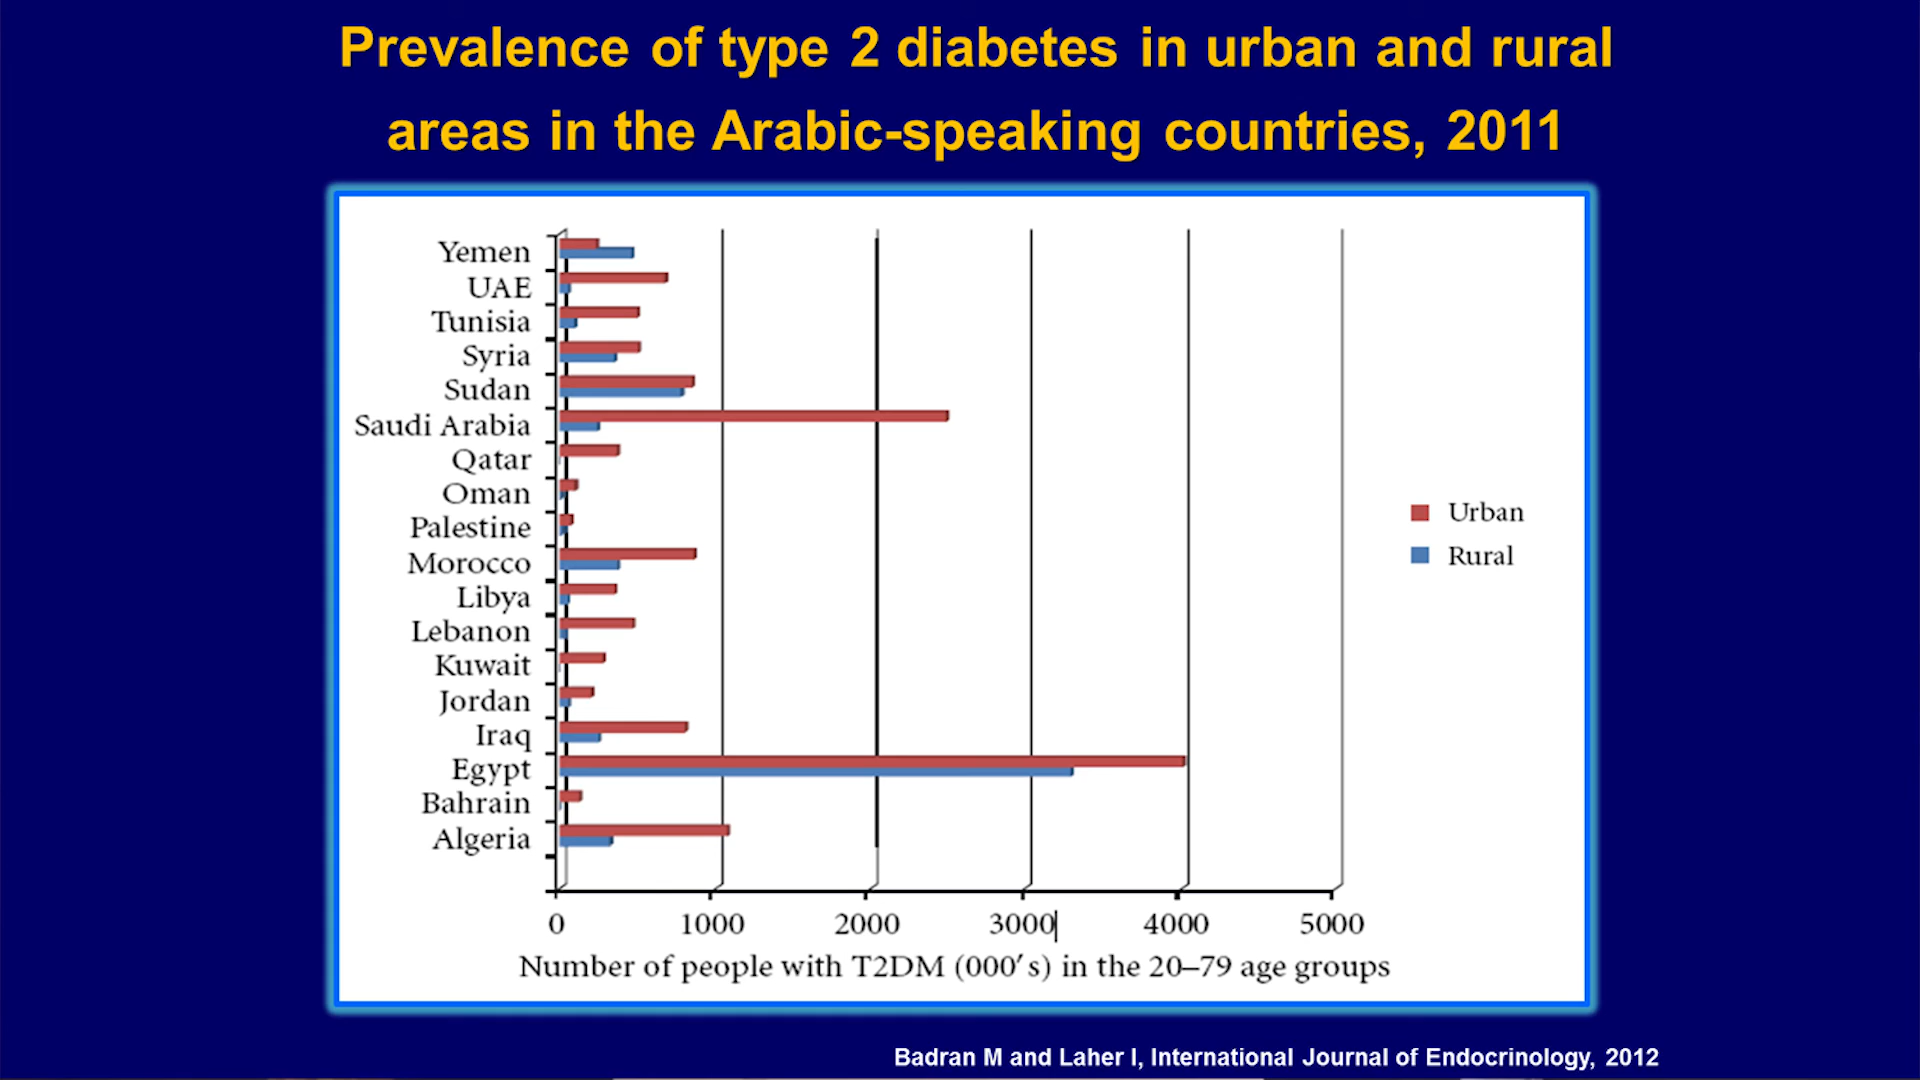 Prevalence of type 2 diabetes in urban and rural
areas in the Arabic-speaking countries, 2011
Yemen
UAE
Tunisia
Syria
Sudan
Saudi Arabia
Qatar
Oman
Palestine
Morocco
Libya
Lebanon
Kuwait
Jordan
Iraq
Egypt
Bahrain
Algeria
Urban
Rural
0 1000 2000 3000 4000 5000
Number of people with T2DM (000′s) in the 20–79 age groups
Badran M and Laher I, International Journal of Endocrinology, 2012